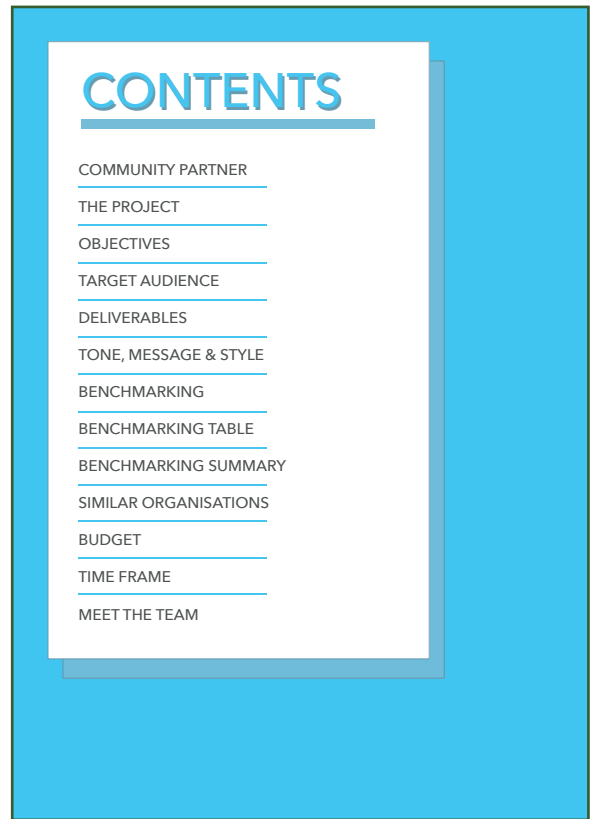 CONTENTS
COMMUNITY PARTNER
THE PROJECT
OBJECTIVES
TARGET AUDIENCE
DELIVERABLES
TONE, MESSAGE & STYLE
BENCHMARKING
BENCHMARKING TABLE
BENCHMARKING SUMMARY
SIMILAR ORGANISATIONS
BUDGET
TIME FRAME
MEET THE TEAM